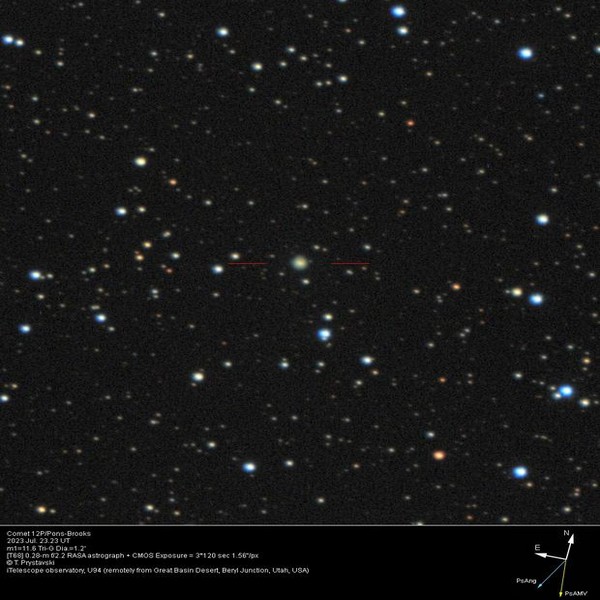 Comet 12P/Pons-Brooks
2023 Jul. 23.23 UT
m1=11.6 Tri-G Dia.=1.2'
[T68] 0.28-m f/2.2 RASA astrograph • CMOS Exposure = 3*120 sec 1.56"/px
© T. Prystavski
iTelescope observatory, U94 (remotely from Great Basin Desert, Beryl Junction, Utah, USA)
N
E
PsAng
PsAMV